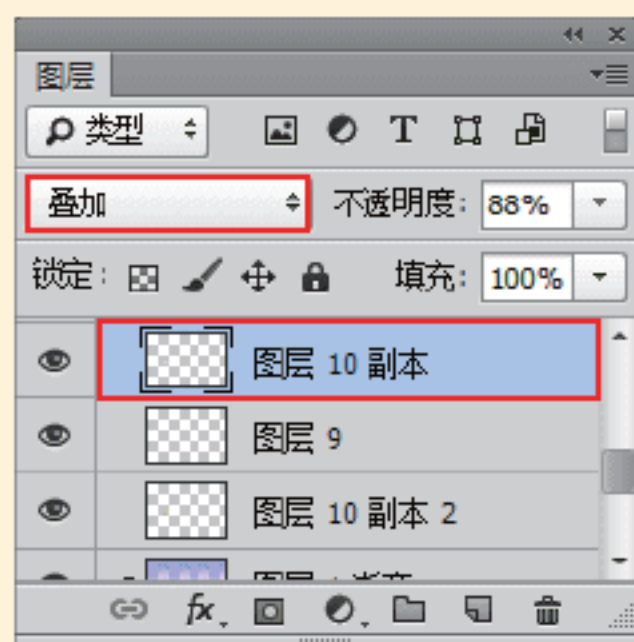 图层
类型
叠加 不透明度: 88%
锁定: 填充: 100%
图层 10 副本
图层 9
图层 10 副本 2
fx